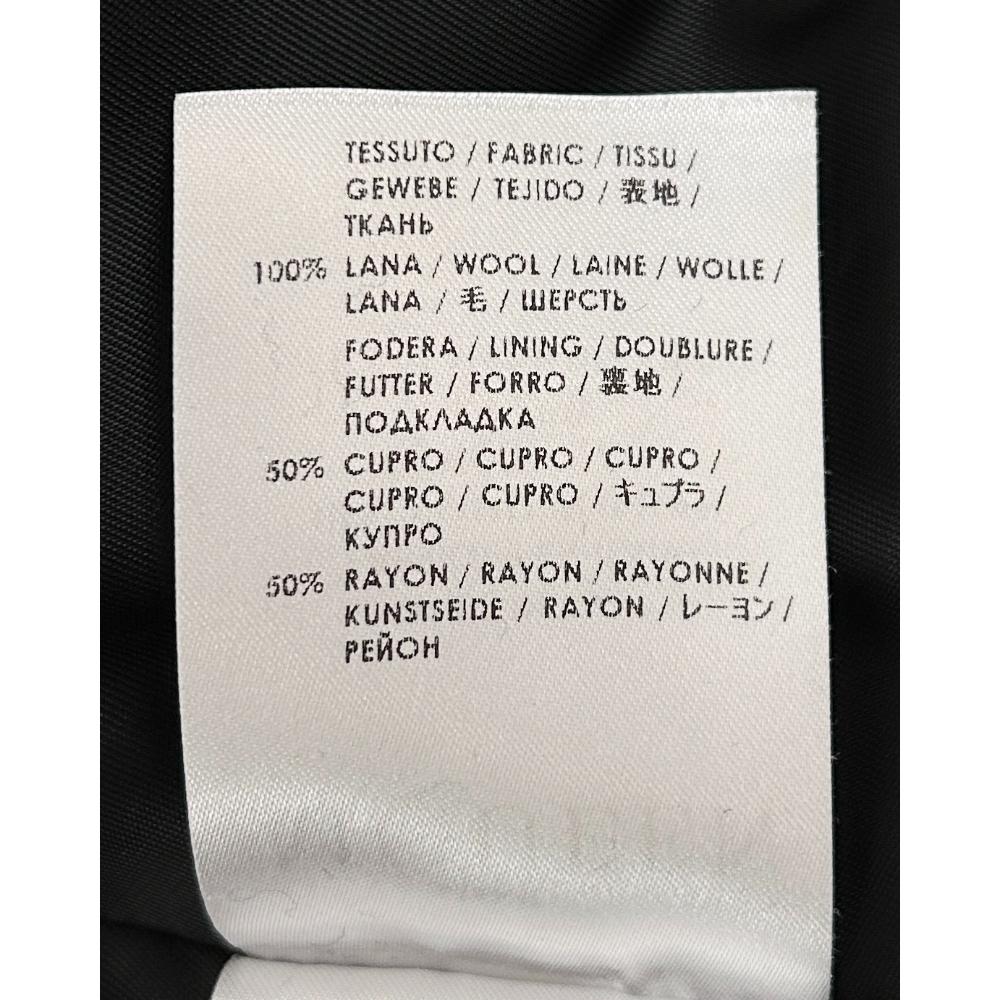 TESSUTO / FABRIC / TISSU /
GEWEBE / TEJIDO / 表地 /
ТКАНЬ
100% LANA / WOOL / LAINE / WOLLE /
LANA / 毛 / ШЕРСТЬ
FODERA / LINING / DOUBLURE /
FUTTER / FORRO / 裏地 /
ПОДКЛАДКА
50% CUPRO / CUPRO / CUPRO /
CUPRO / CUPRO / キュプラ /
КУПРО
50% RAYON / RAYON / RAYONNE /
KUNSTSEIDE / RAYON / レーヨン /
РЕЙОН